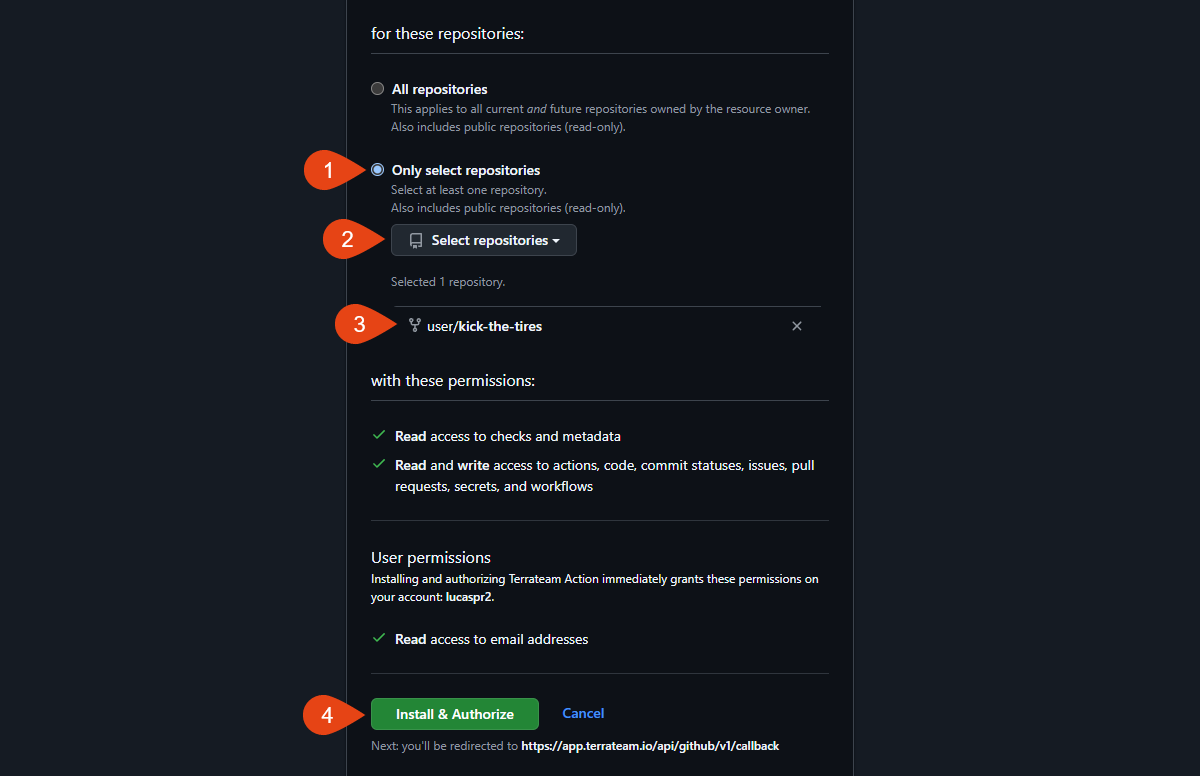 for these repositories:
All repositories
This applies to all current and future repositories owned by the resource owner.
Also includes public repositories (read-only).
1
Only select repositories
Select at least one repository.
Also includes public repositories (read-only).
2
Select repositories
Selected 1 repository.
3
user/kick-the-tires
with these permissions:
Read access to checks and metadata
Read and write access to actions, code, commit statuses, issues, pull
requests, secrets, and workflows
User permissions
Installing and authorizing Terrateam Action immediately grants these permissions on
your account: lucaspr2.
Read access to email addresses
4
Install & Authorize
Cancel
Next: you'll be redirected to https://app.terrateam.io/api/github/v1/callback